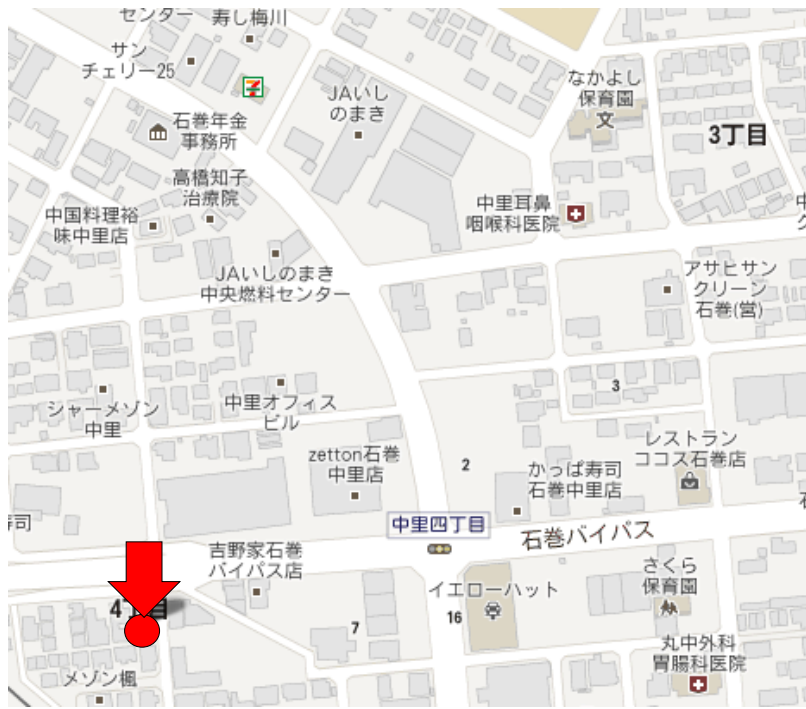 センター
寿し梅川
サン
チェリー25
JAいし
のまき
なかよし
保育園
文
3丁目
石巻年金
事務所
高橋知子
治療院
中国料理裕
味中里店
中里耳鼻
咽喉科医院
JAいしのまき
中央燃料センター
アサヒサン
クリーン
石巻(営)
3
シャーメゾン
中里
中里オフィス
ビル
zetton石巻
中里店
2
かっぱ寿司
石巻中里店
レストラン
ココス石巻店
寿司
中里四丁目
石巻バイパス
吉野家石巻
バイパス店
イエローハット
さくら
保育園
4丁目
16
7
丸中外科
胃腸科医院
メゾン楓